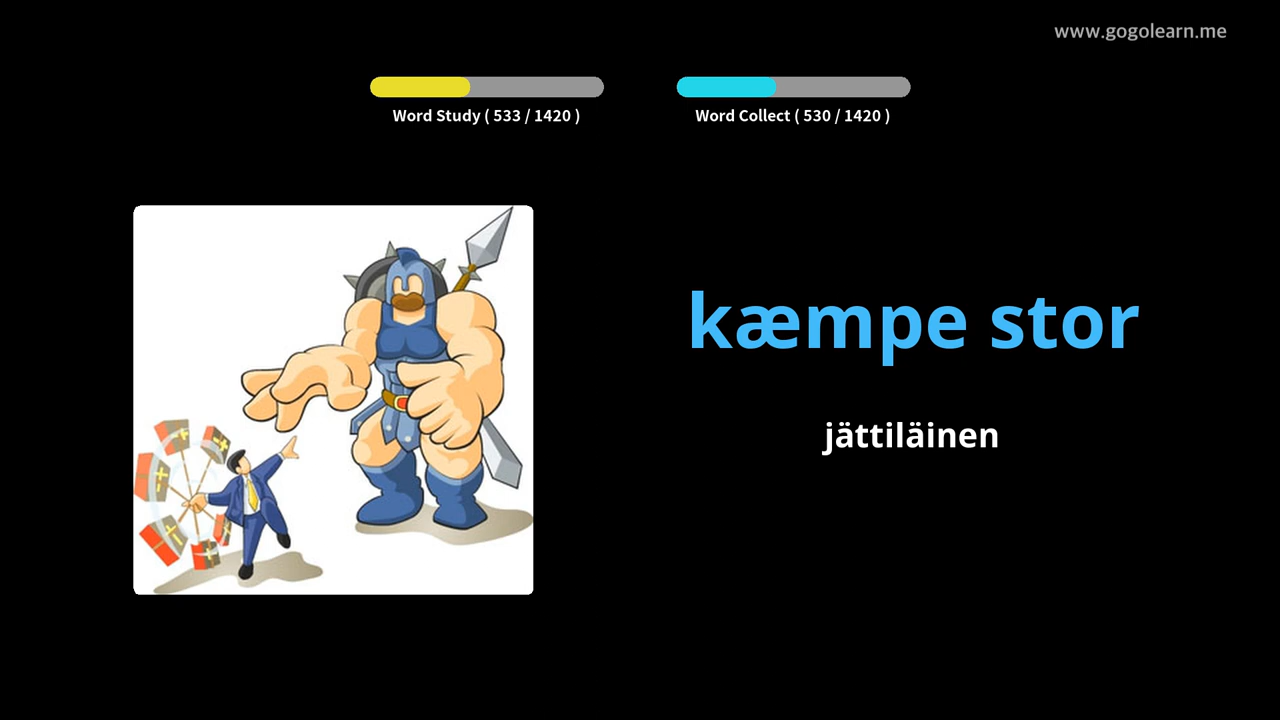 www.gogolearn.me
Word Study ( 533 / 1420 )
Word Collect ( 530 / 1420 )
kæmpe stor
jättiläinen